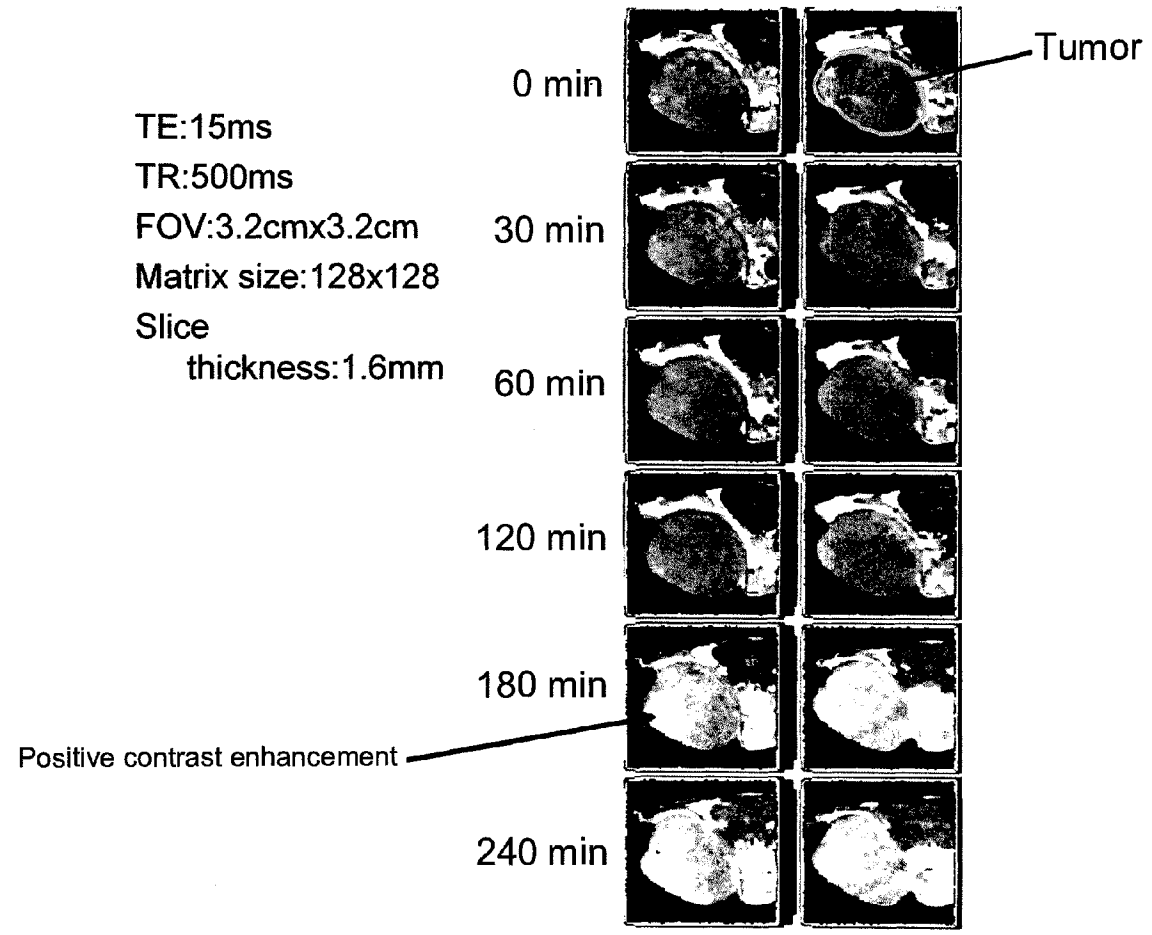 Tumor
0 min
TE:15ms
TR:500ms
30 min
FOV:3.2cmx3.2cm
Matrix size:128x128
Slice
thickness:1.6mm
60 min
120 min
180 min
Positive contrast enhancement
240 min